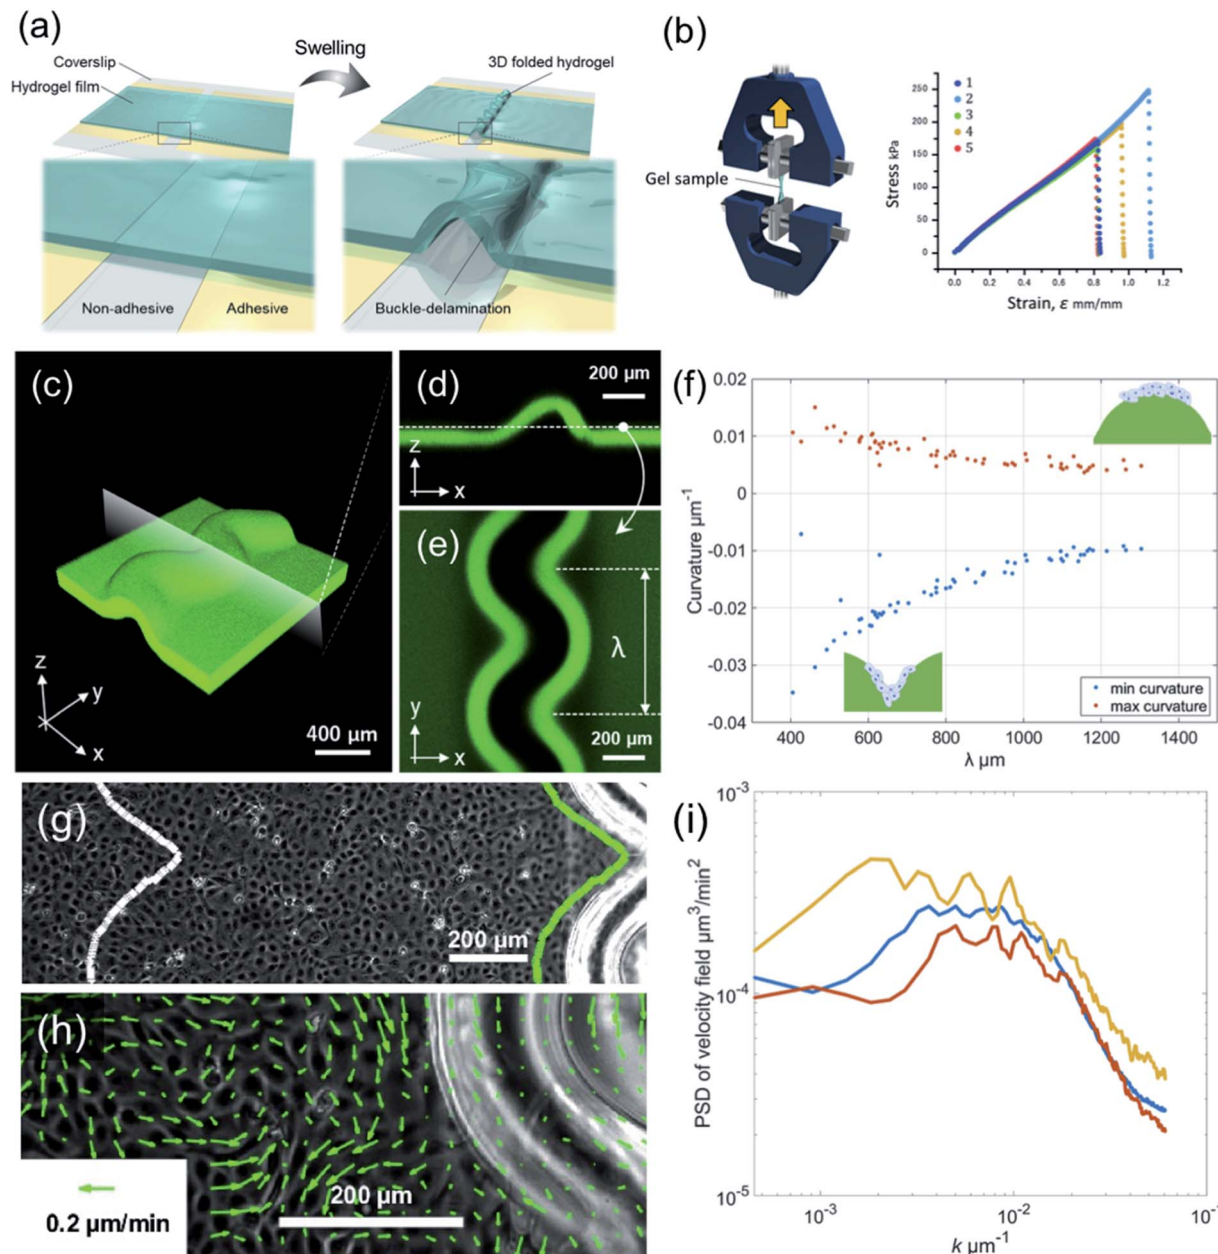 (a)
Swelling
Coverslip
Hydrogel film
3D folded hydrogel
Non-adhesive
Adhesive
Buckle-delamination
(b)
Gel sample
1
2
3
4
5
Stress kPa
250
200
150
100
50
0
0.0 0.2 0.4 0.6 0.8 1.0 1.2
Strain, ε mm/mm
(c)
z
y
x
400 µm
(d)
200 µm
z
x
(e)
λ
y
x
200 µm
(f)
Curvature µm⁻¹
0.02
0.01
0
-0.01
-0.02
-0.03
-0.04
min curvature
max curvature
400 600 800 1000 1200 1400
λ µm
(g)
200 µm
(h)
0.2 µm/min
200 µm
(i)
PSD of velocity field µm³/min²
10⁻³
10⁻⁴
10⁻⁵
10⁻³ 10⁻² 10⁻¹
k µm⁻¹